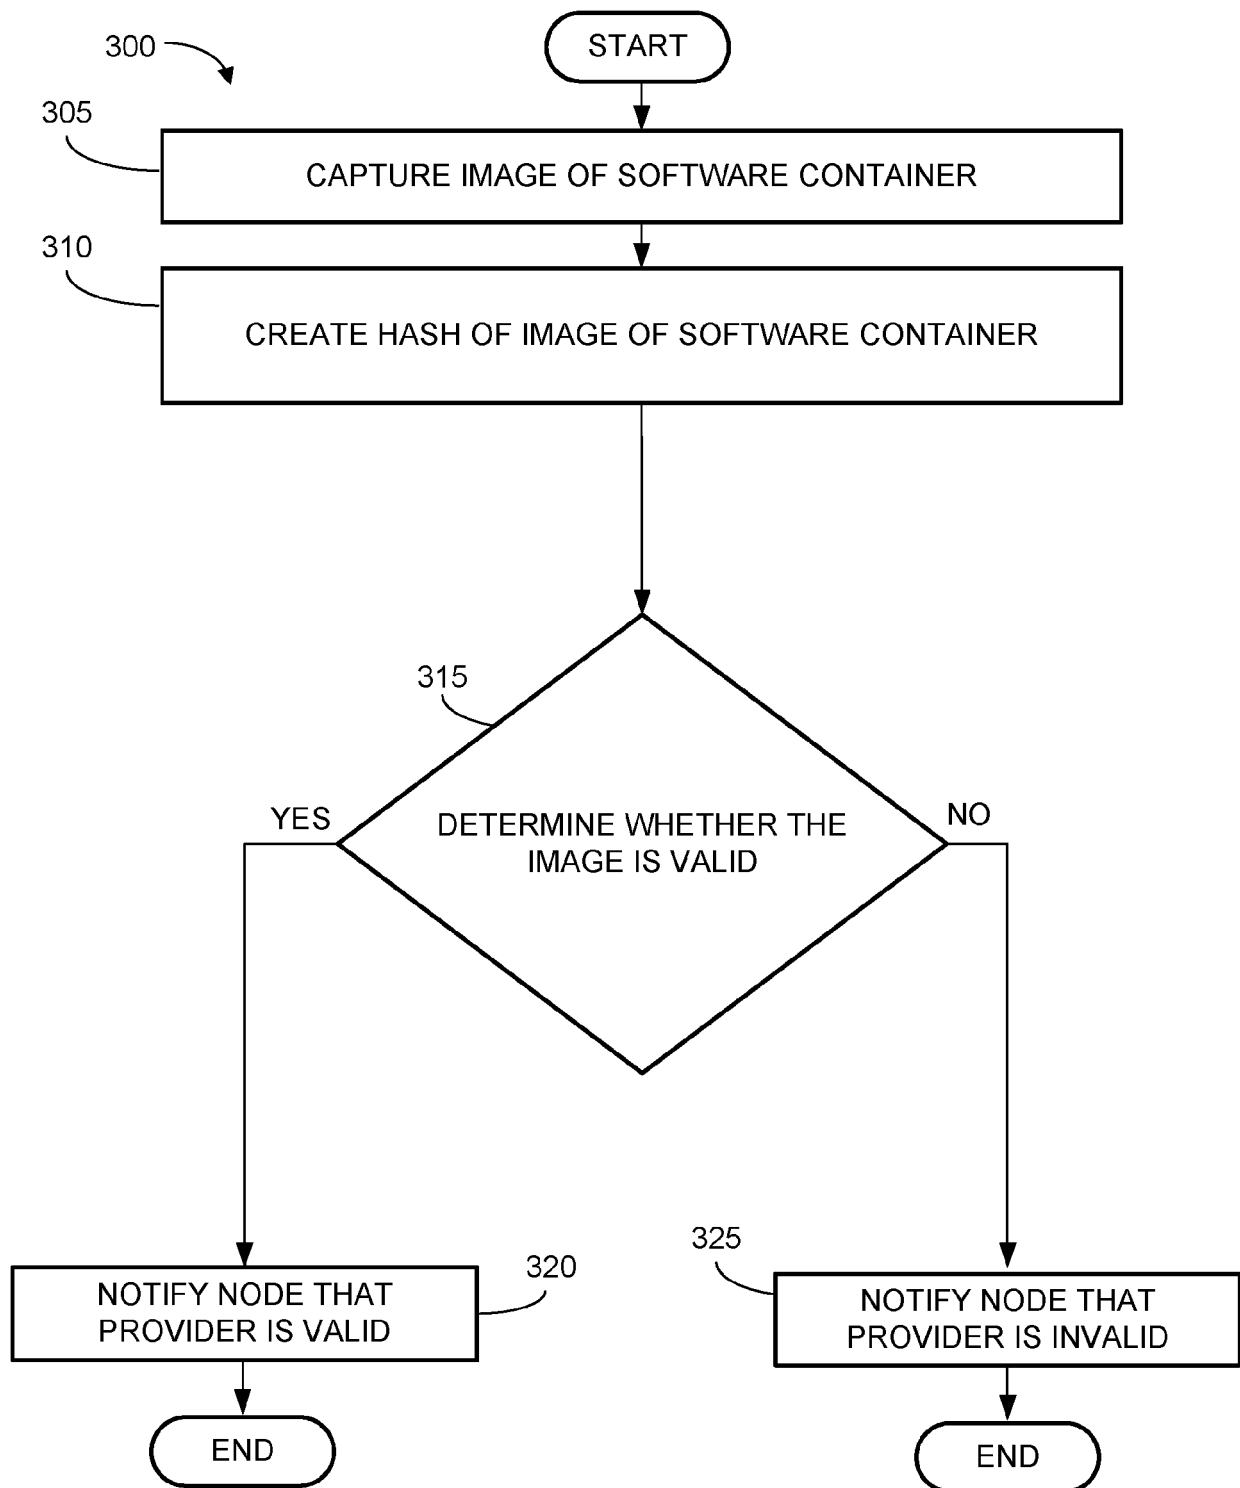 START
300
305
CAPTURE IMAGE OF SOFTWARE CONTAINER
310
CREATE HASH OF IMAGE OF SOFTWARE CONTAINER
315
YES
DETERMINE WHETHER THE
IMAGE IS VALID
NO
NOTIFY NODE THAT
PROVIDER IS VALID
320
325
NOTIFY NODE THAT
PROVIDER IS INVALID
END
END